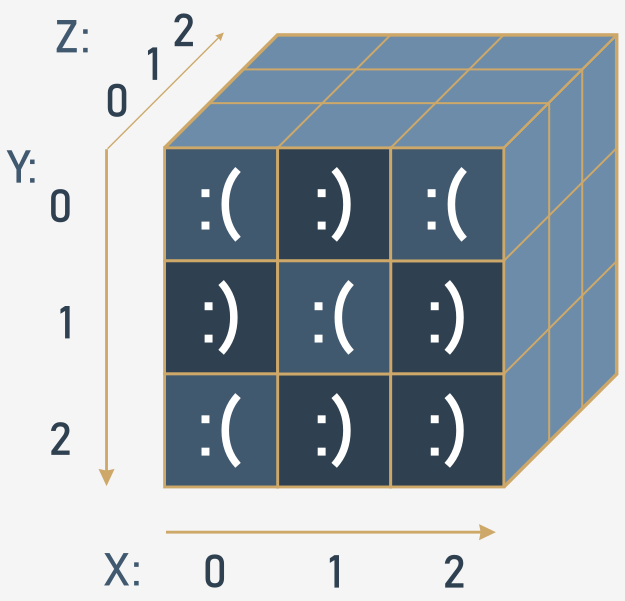 Z: 0 1 2
Y:
0 :( :) :(
1 :) :( :)
2 :( :) :)
X: 0 1 2